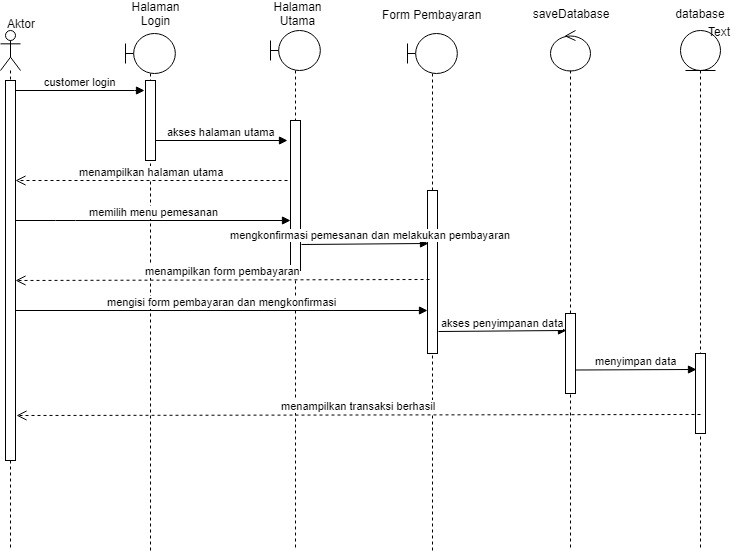 Aktor
Halaman
Login
Halaman
Utama
Form Pembayaran
saveDatabase
database
Text
customer login
akses halaman utama
menampilkan halaman utama
memilih menu pemesanan
mengkonfirmasi pemesanan dan melakukan pembayaran
menampilkan form pembayaran
mengisi form pembayaran dan mengkonfirmasi
akses penyimpanan data
menyimpan data
menampilkan transaksi berhasil